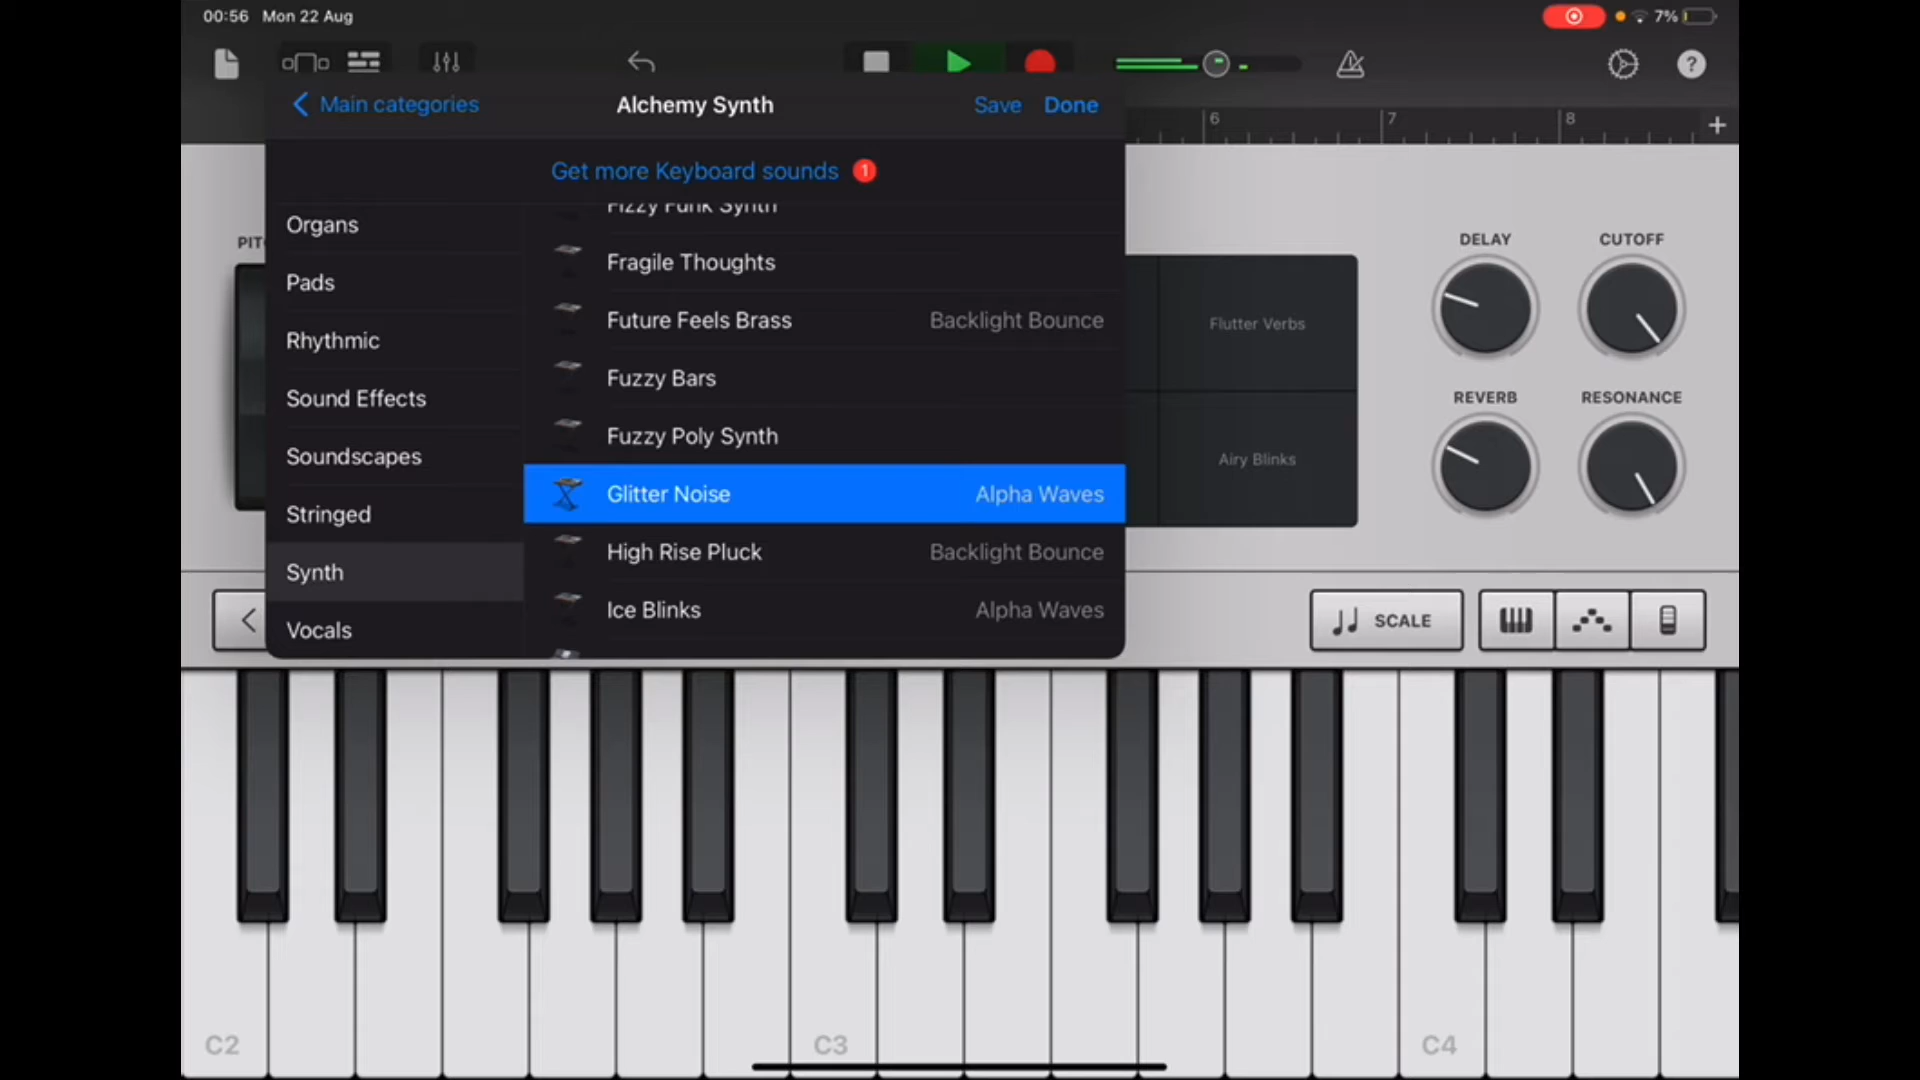 00:56 Mon 22 Aug
7%
Main categories
Alchemy Synth
Save
Done
6
7
8
Get more Keyboard sounds
1
Organs
Pads
Rhythmic
Sound Effects
Soundscapes
Stringed
Synth
Vocals
Fizzy Funk Synth
Fragile Thoughts
Future Feels Brass Backlight Bounce
Fuzzy Bars
Fuzzy Poly Synth
Glitter Noise Alpha Waves
High Rise Pluck Backlight Bounce
Ice Blinks Alpha Waves
Flutter Verbs
Airy Blinks
DELAY
CUTOFF
REVERB
RESONANCE
SCALE
C2
C3
C4